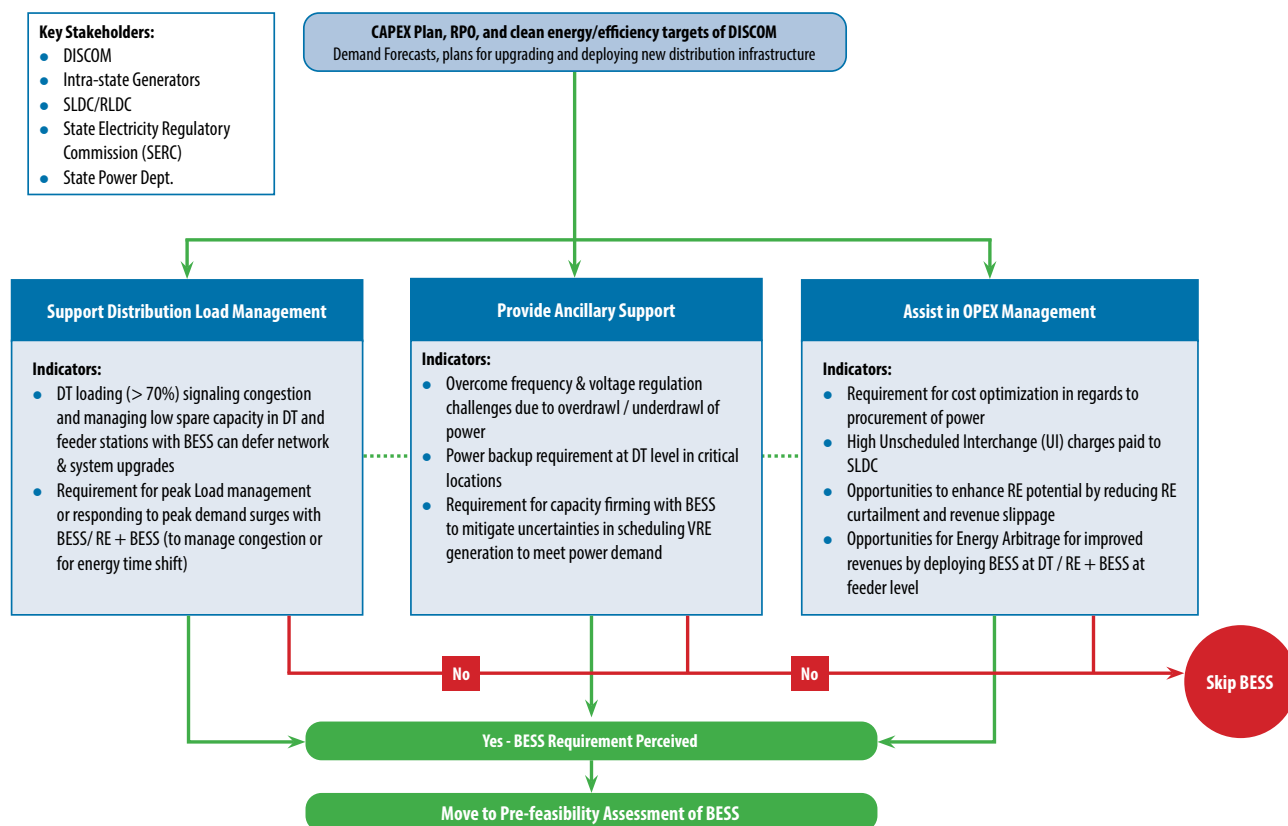 Key Stakeholders:
● DISCOM
● Intra-state Generators
● SLDC/RLDC
● State Electricity Regulatory
Commission (SERC)
● State Power Dept.
CAPEX Plan, RPO, and clean energy/efficiency targets of DISCOM
Demand Forecasts, plans for upgrading and deploying new distribution infrastructure
Support Distribution Load Management
Indicators:
● DT loading (> 70%) signaling congestion
and managing low spare capacity in DT and
feeder stations with BESS can defer network
& system upgrades
● Requirement for peak Load management
or responding to peak demand surges with
BESS/ RE + BESS (to manage congestion or
for energy time shift)
Provide Ancillary Support
Indicators:
● Overcome frequency & voltage regulation
challenges due to overdrawl / underdrawl of
power
● Power backup requirement at DT level in critical
locations
● Requirement for capacity firming with BESS
to mitigate uncertainties in scheduling VRE
generation to meet power demand
Assist in OPEX Management
Indicators:
● Requirement for cost optimization in regards to
procurement of power
● High Unscheduled Interchange (UI) charges paid to
SLDC
● Opportunities to enhance RE potential by reducing RE
curtailment and revenue slippage
● Opportunities for Energy Arbitrage for improved
revenues by deploying BESS at DT / RE + BESS at
feeder level
No
No
Skip BESS
Yes - BESS Requirement Perceived
Move to Pre-feasibility Assessment of BESS